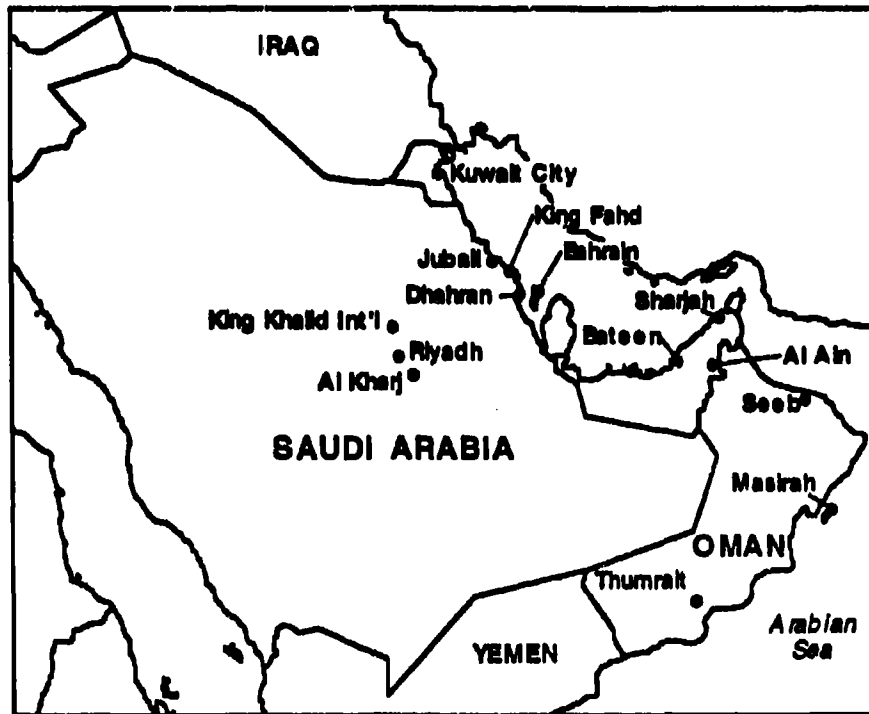 IRAQ
Kuwait City
King Fahd
Jubail
Bahrain
Dhahran
Sharjah
King Khalid Int'l
Bateen
Riyadh
Al Ain
Al Kharj
Seeb
SAUDI ARABIA
Masirah
OMAN
Thumrait
Arabian
Sea
YEMEN